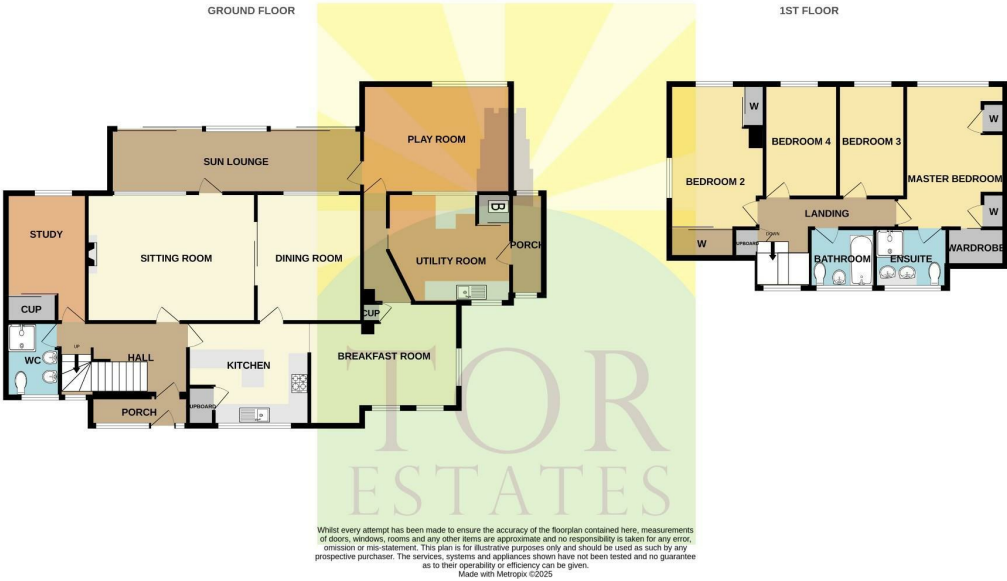 GROUND FLOOR
1ST FLOOR
SUN LOUNGE
PLAY ROOM
STUDY
SITTING ROOM
DINING ROOM
UTILITY ROOM
B
PORCH
CUP
CUP
WC
UP
HALL
KITCHEN
BREAKFAST ROOM
UPBOARD
PORCH
W
BEDROOM 4
BEDROOM 3
W
BEDROOM 2
MASTER BEDROOM
LANDING
W
W
UPBOARD
DOWN
BATHROOM
ENSUITE
WARDROBE
TOR
ESTATES
Whilst every attempt has been made to ensure the accuracy of the floorplan contained here, measurements
of doors, windows, rooms and any other items are approximate and no responsibility is taken for any error,
omission or mis-statement. This plan is for illustrative purposes only and should be used as such by any
prospective purchaser. The services, systems and appliances shown have not been tested and no guarantee
as to their operability or efficiency can be given.
Made with Metropix ©2025